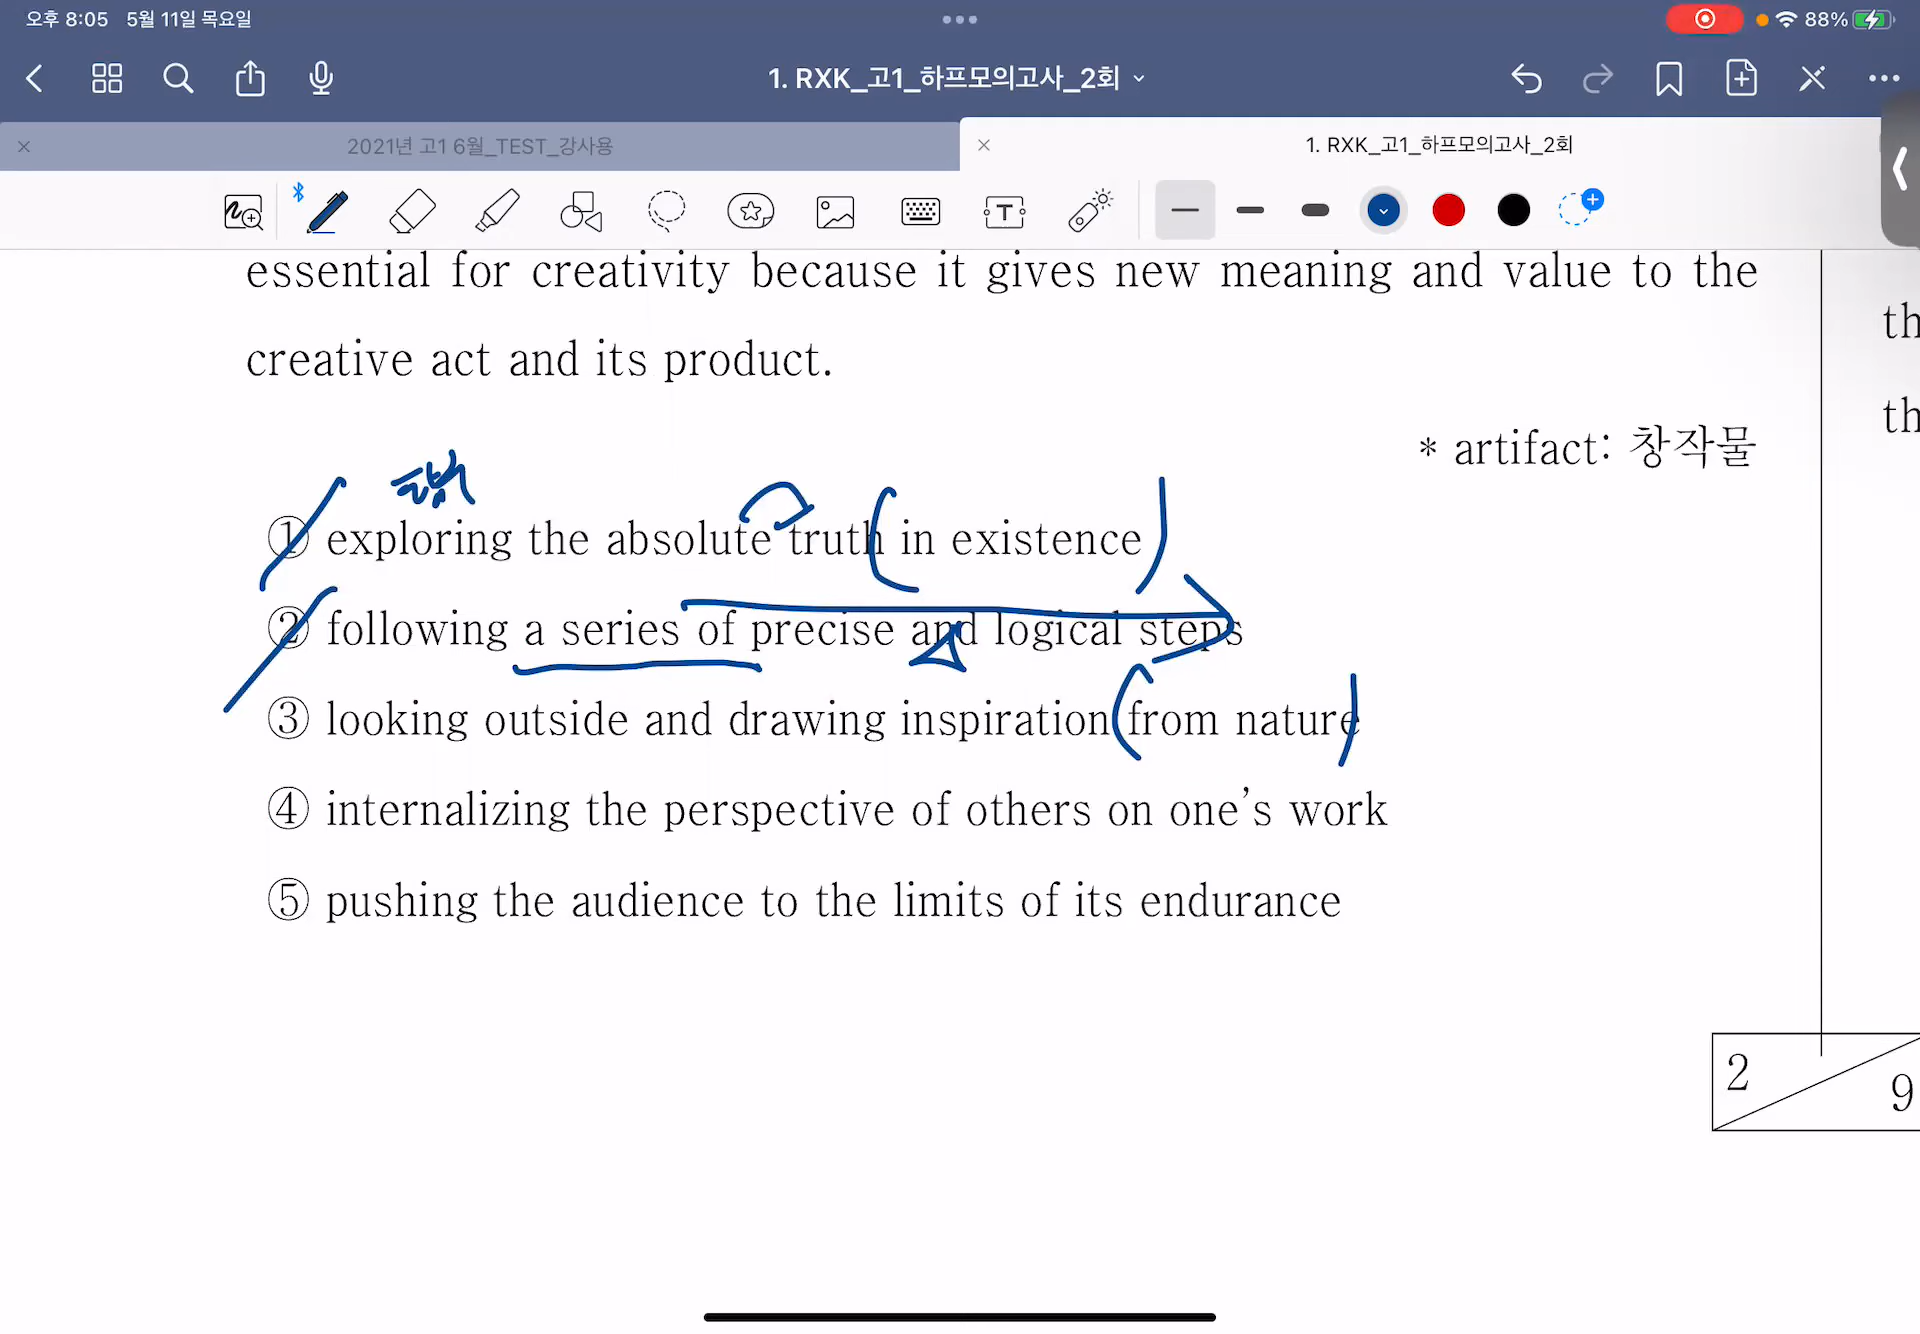 오후 8:05 5월 11일 목요일
88%
1. RXK_고1_하프모의고사_2회
2021년 고1 6월_TEST_강사용
1. RXK_고1_하프모의고사_2회
essential for creativity because it gives new meaning and value to the
creative act and its product.
* artifact: 창작물
① exploring the absolute truth in existence
② following a series of precise and logical steps
③ looking outside and drawing inspiration from nature
④ internalizing the perspective of others on one's work
⑤ pushing the audience to the limits of its endurance
th
th
2
9